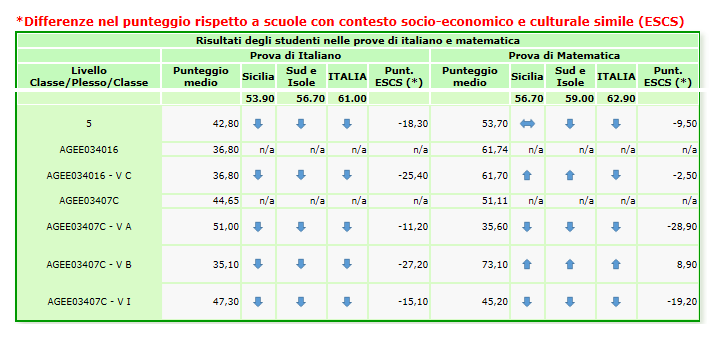 *Differenze nel punteggio rispetto a scuole con contesto socio-economico e culturale simile (ESCS)
Risultati degli studenti nelle prove di italiano e matematica
Prova di Italiano Prova di Matematica
Livello Classe/Plesso/Classe Punteggio medio Sicilia Sud e Isole ITALIA Punt. ESCS (*) Punteggio medio Sicilia Sud e Isole ITALIA Punt. ESCS (*)
53.90 56.70 61.00 56.70 59.00 62.90
5 42,80 -18,30 53,70 -9,50
AGEE034016 36,80 n/a n/a n/a n/a 61,74 n/a n/a n/a n/a
AGEE034016 - V C 36,80 -25,40 61,70 -2,50
AGEE03407C 44,65 n/a n/a n/a n/a 51,11 n/a n/a n/a n/a
AGEE03407C - V A 51,00 -11,20 35,60 -28,90
AGEE03407C - V B 35,10 -27,20 73,10 8,90
AGEE03407C - V I 47,30 -15,10 45,20 -19,20